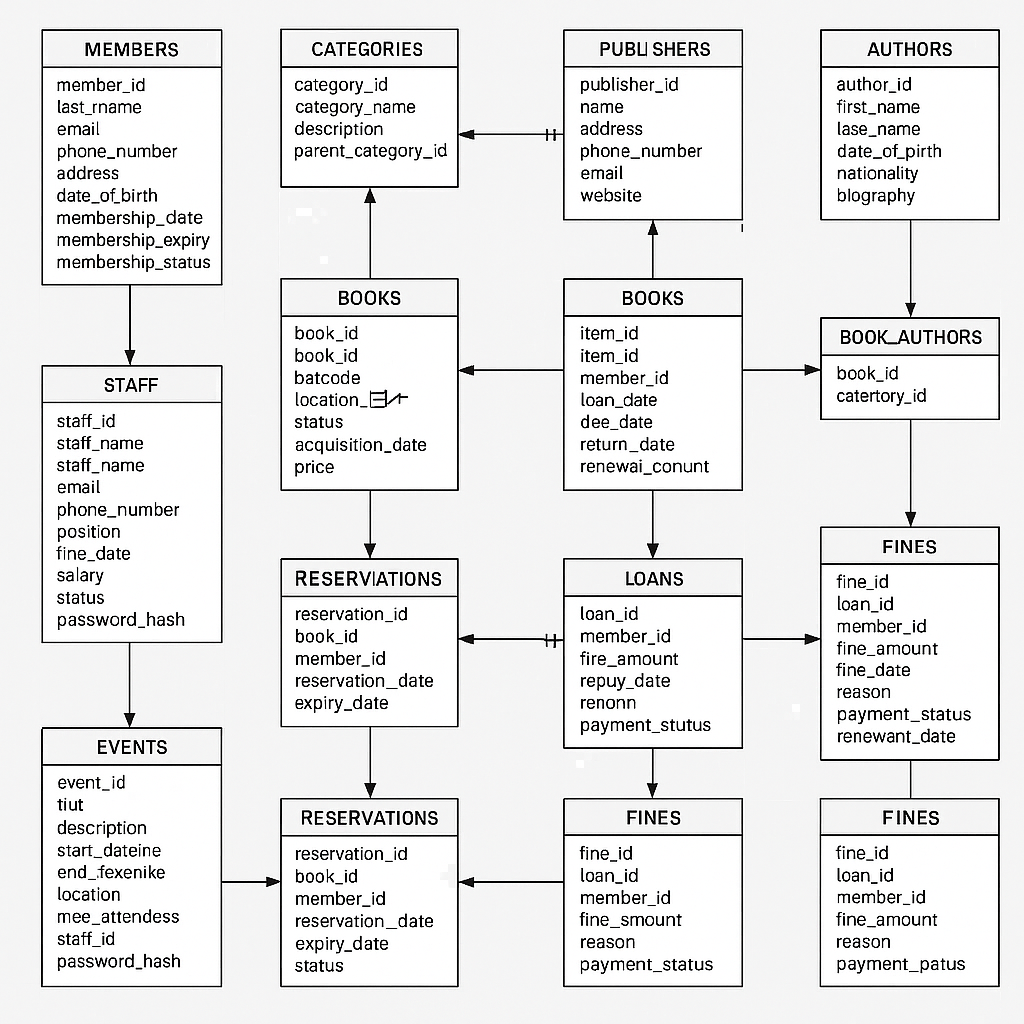 MEMBERS
member_id
last_rname
email
phone_number
address
date_of_birth
membership_date
membership_expiry
membership_status
CATEGORIES
category_id
category_name
description
parent_category_id
PUBLISHERS
publisher_id
name
address
phone_number
email
website
AUTHORS
author_id
first_name
lase_name
date_of_pirth
nationality
blography
STAFF
staff_id
staff_name
staff_name
email
phone_number
position
fine_date
salary
status
password_hash
BOOKS
book_id
book_id
batcode
location_
status
acquisition_date
price
BOOKS
item_id
item_id
member_id
loan_date
dee_date
return_date
renewai_conunt
BOOK_AUTHORS
book_id
catertory_id
RESERVIATIONS
reservation_id
book_id
member_id
reservation_date
expiry_date
LOANS
loan_id
member_id
fire_amount
repuy_date
renonn
payment_stutus
FINES
fine_id
loan_id
member_id
fine_amount
fine_date
reason
payment_status
renewant_date
EVENTS
event_id
tiut
description
start_dateine
end_fexenike
location
mee_attendess
staff_id
password_hash
RESERVATIONS
reservation_id
book_id
member_id
reservation_date
expiry_date
status
FINES
fine_id
loan_id
member_id
fine_smount
reason
payment_status
FINES
fine_id
loan_id
member_id
fine_amount
reason
payment_patus